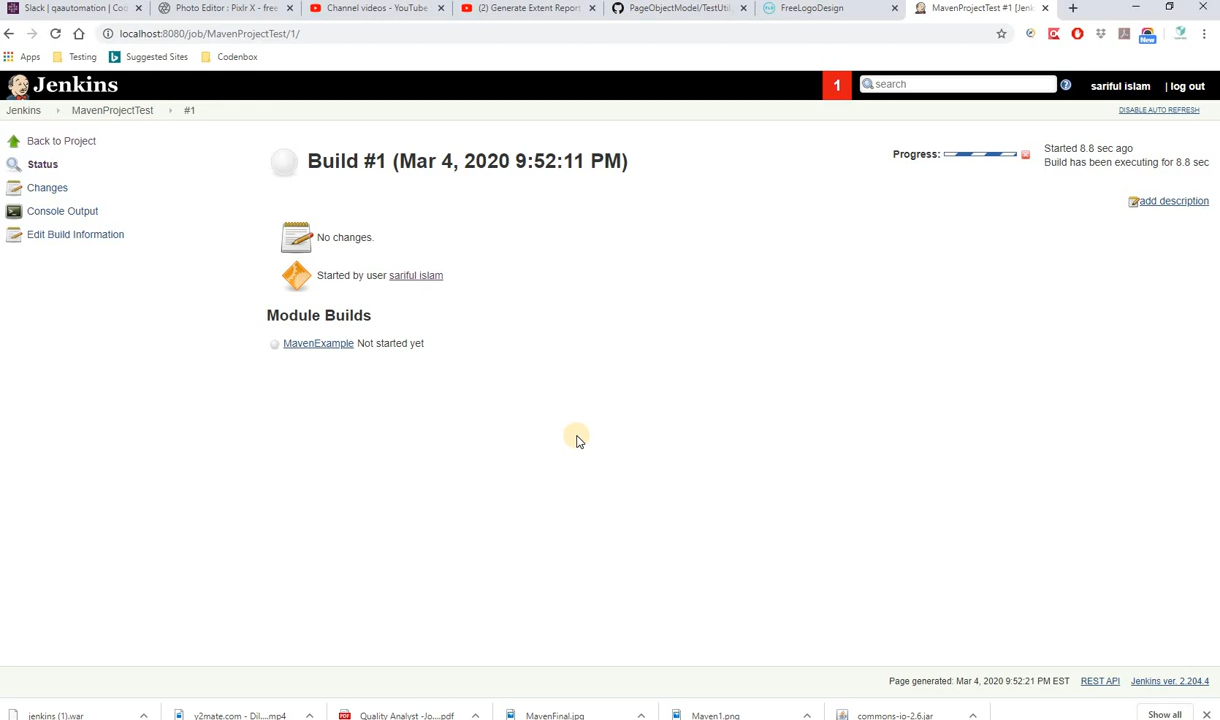 Slack | qaautomation | Cod
Photo Editor : Pixlr X - free
Channel videos - YouTube
(2) Generate Extent Report
PageObjectModel/TestUtil.
FreeLogoDesign
MavenProjectTest #1 [Jenk
localhost:8080/job/MavenProjectTest/1/
Apps
Testing
Suggested Sites
Codenbox
New
Jenkins
1
search
sariful islam
| log out
Jenkins
MavenProjectTest
#1
DISABLE AUTO REFRESH
Back to Project
Status
Changes
Console Output
Edit Build Information
Build #1 (Mar 4, 2020 9:52:11 PM)
Progress:
Started 8.8 sec ago
Build has been executing for 8.8 sec
add description
No changes.
Started by user sariful islam
Module Builds
MavenExample Not started yet
Page generated: Mar 4, 2020 9:52:21 PM EST
REST API
Jenkins ver. 2.204.4
jenkins (1).war
y2mate.com - Dil....mp4
Quality Analyst -Jo....pdf
MavenFinal.jpg
Maven1.png
commons-io-2.6.jar
Show all